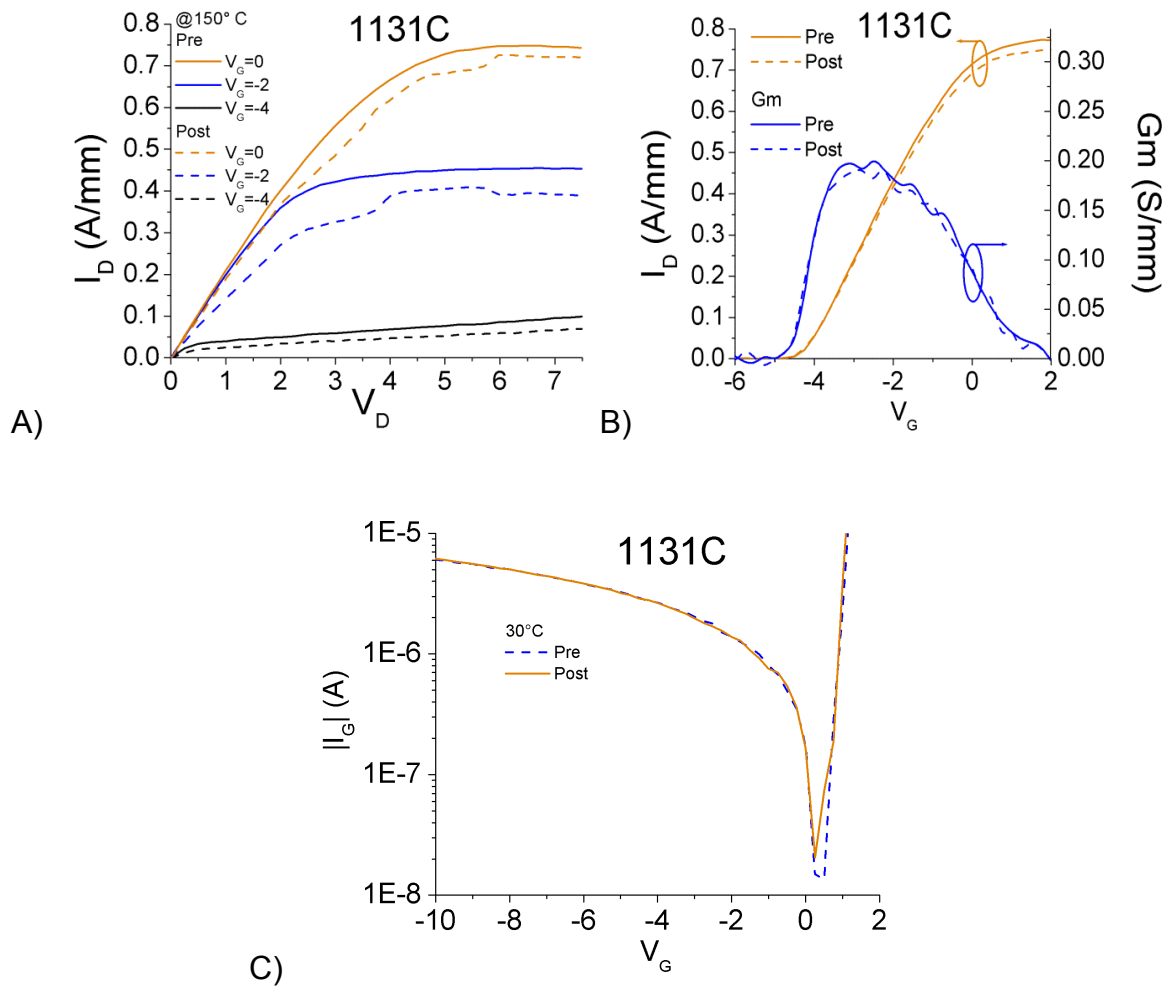 @150° C
1131C
Pre
V_G=0
V_G=-2
V_G=-4
Post
V_G=0
V_G=-2
V_G=-4
I_D (A/mm)
0.8
0.7
0.6
0.5
0.4
0.3
0.2
0.1
0.0
0 1 2 3 4 5 6 7
V_D
A)
1131C
Pre
Post
Gm
Pre
Post
I_D (A/mm)
0.8
0.7
0.6
0.5
0.4
0.3
0.2
0.1
0.0
0.30
0.25
0.20
0.15
0.10
0.05
0.00
Gm (S/mm)
-6 -4 -2 0 2
V_G
B)
1131C
30°C
Pre
Post
|I_G| (A)
1E-5
1E-6
1E-7
1E-8
-10 -8 -6 -4 -2 0 2
V_G
C)